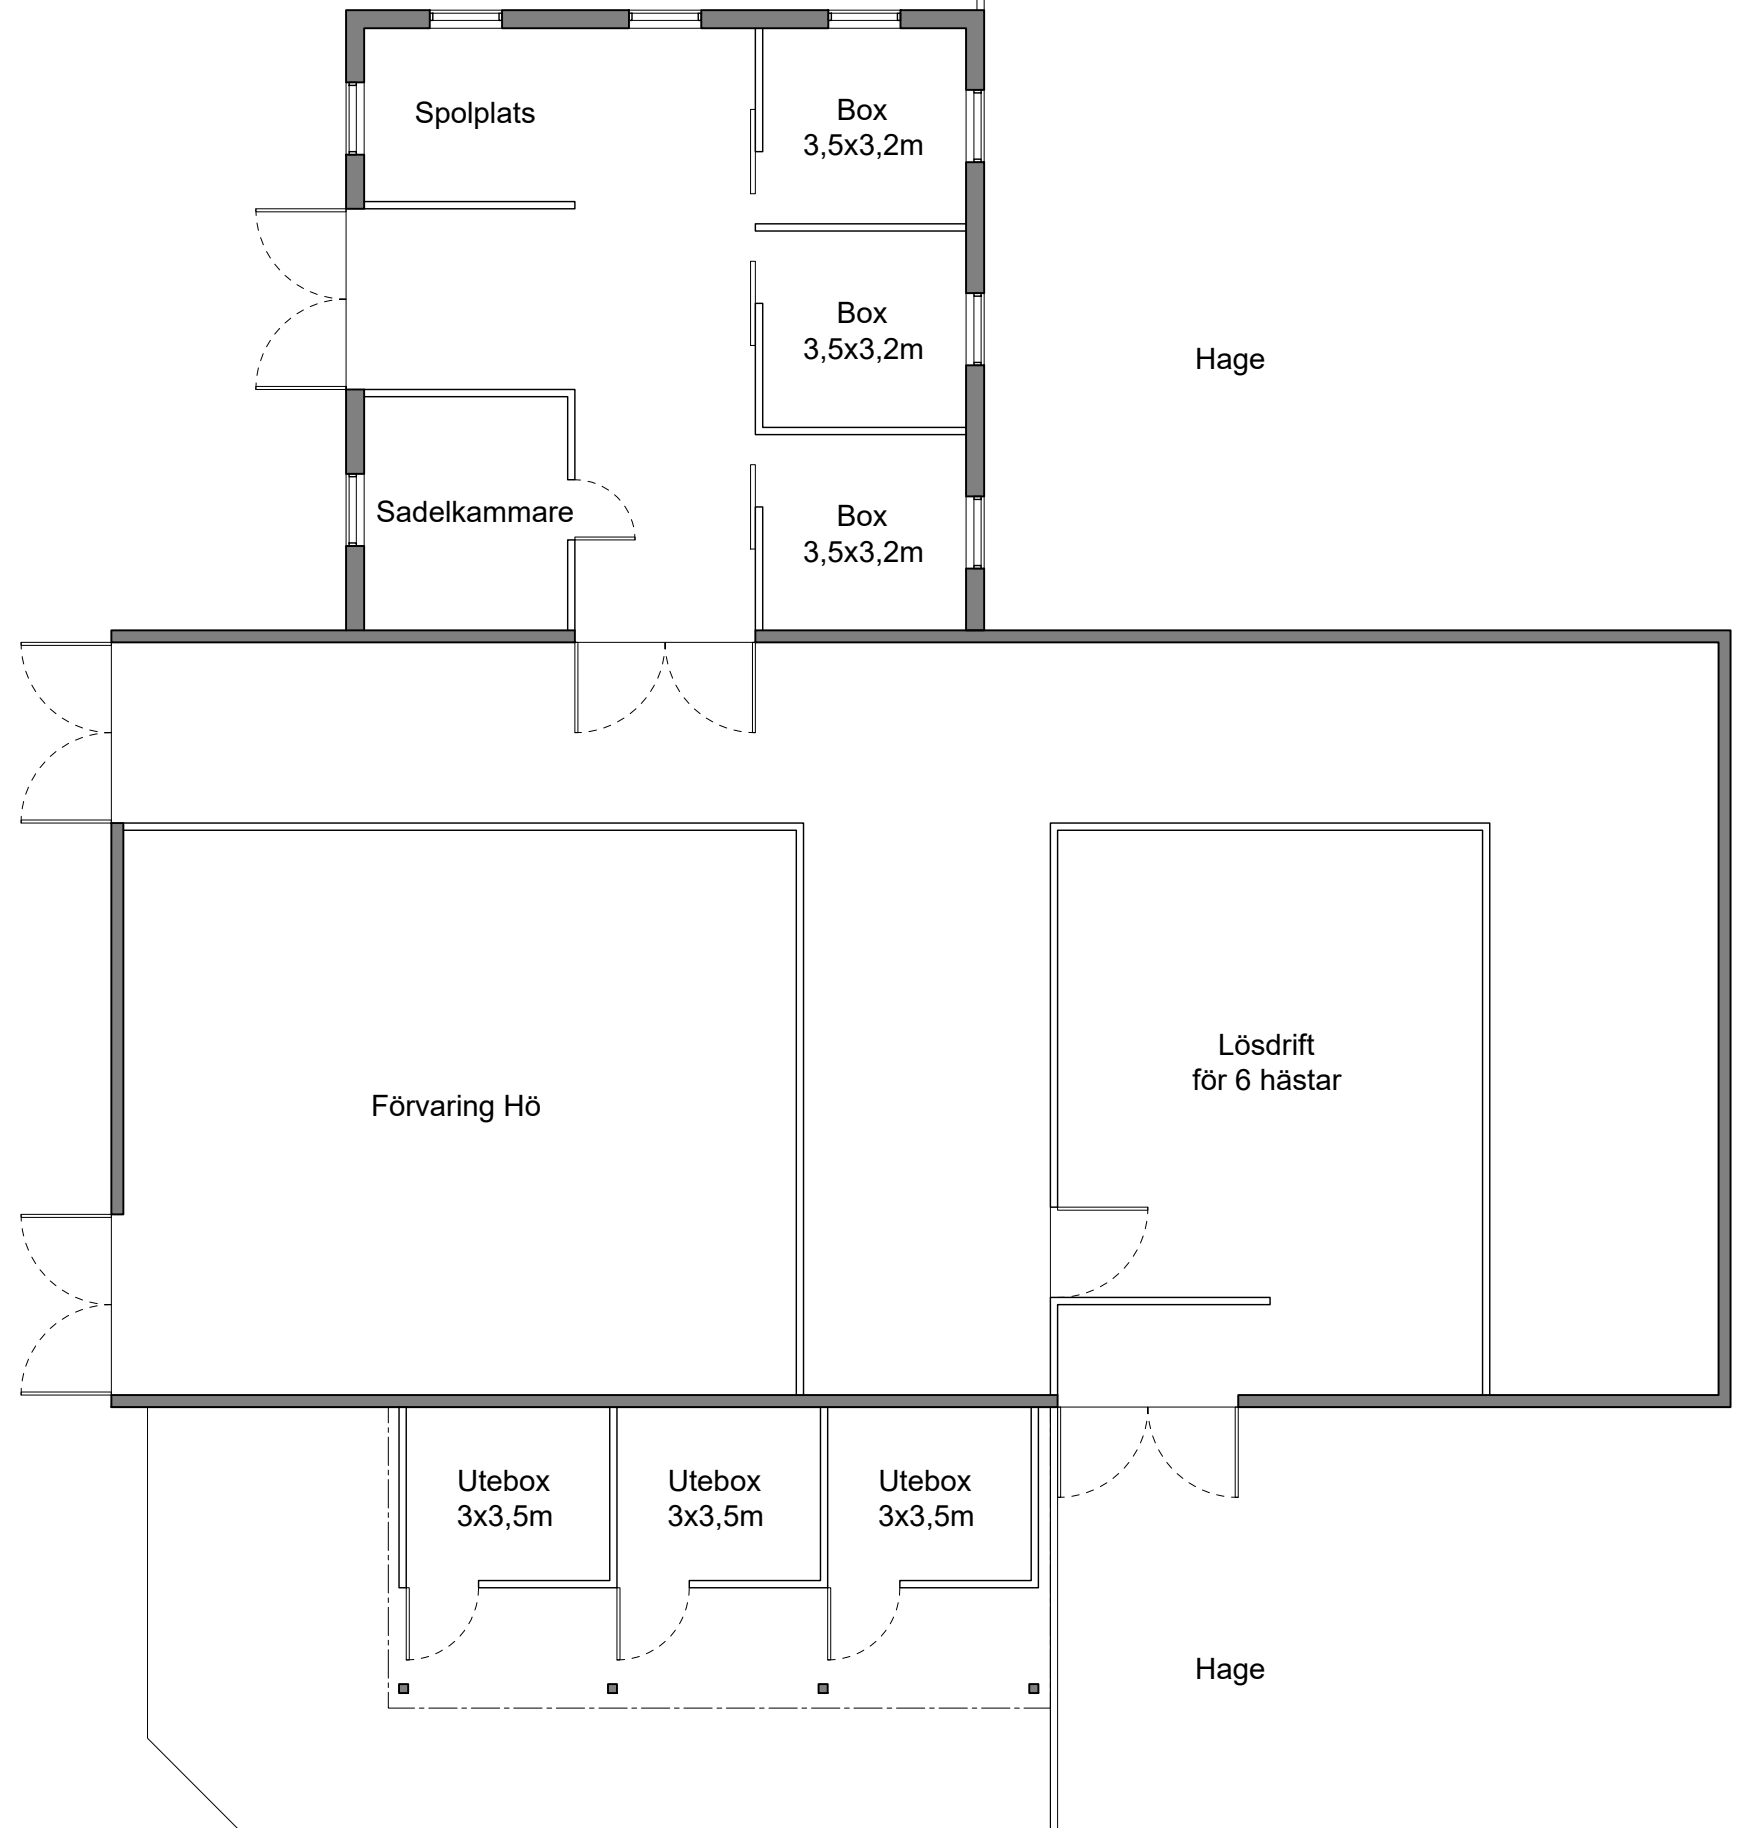 Spolplats
Box
3,5x3,2m
Box
3,5x3,2m
Hage
Sadelkammare
Box
3,5x3,2m
Lösdrift
för 6 hästar
Förvaring Hö
Utebox
3x3,5m
Utebox
3x3,5m
Utebox
3x3,5m
Hage